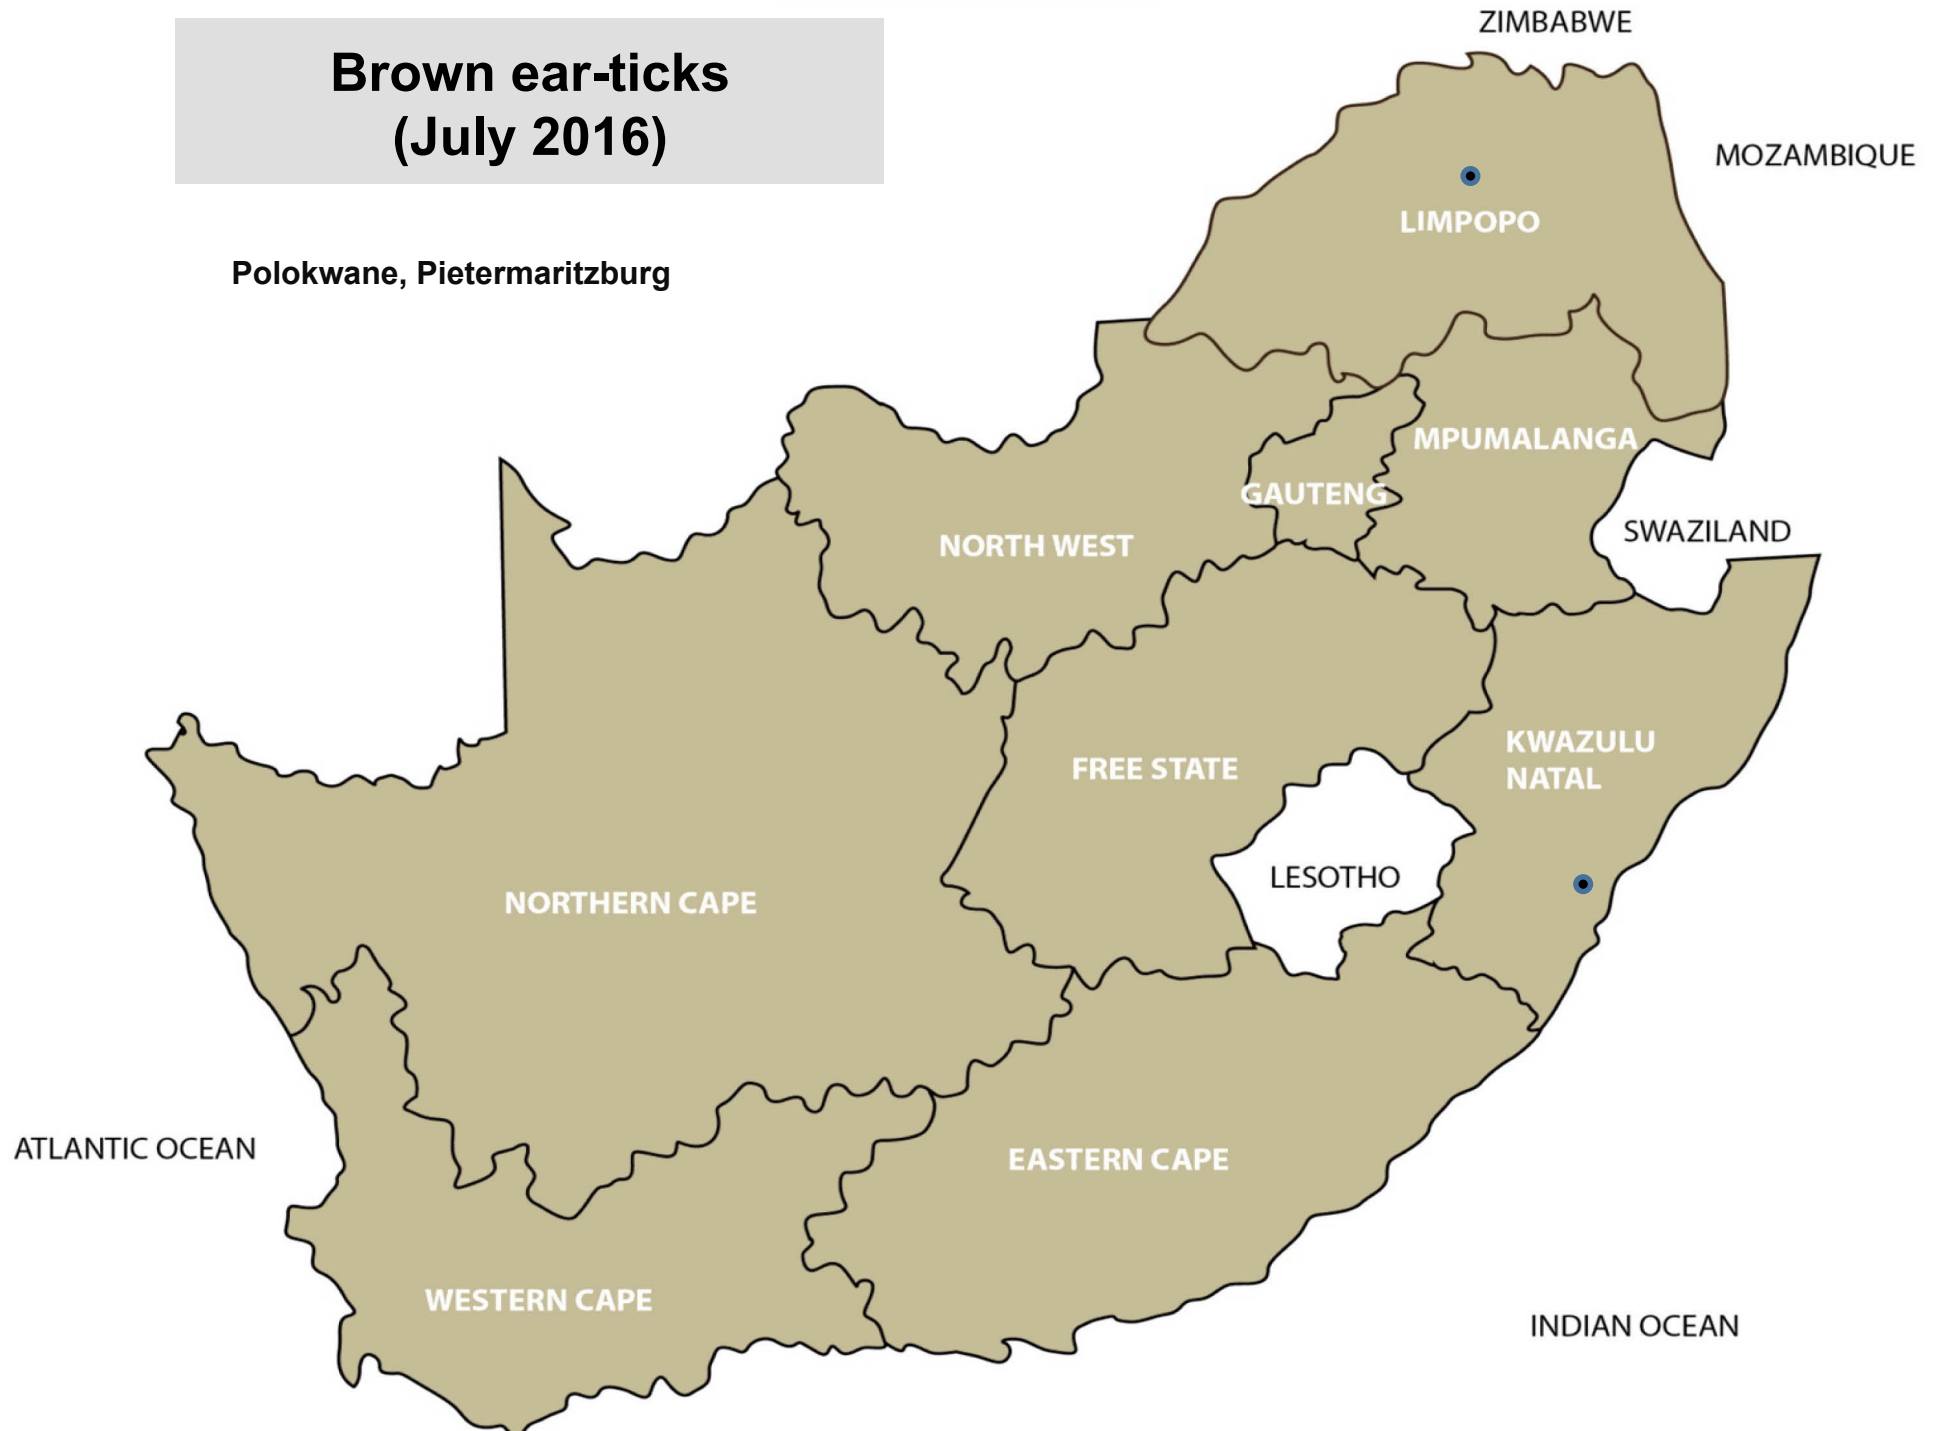 ZIMBABWE
Brown ear-ticks
(July 2016)
MOZAMBIQUE
LIMPOPO
Polokwane, Pietermaritzburg
MPUMALANGA
GAUTENG
SWAZILAND
NORTH WEST
KWAZULU
NATAL
FREE STATE
LESOTHO
NORTHERN CAPE
ATLANTIC OCEAN
EASTERN CAPE
WESTERN CAPE
INDIAN OCEAN